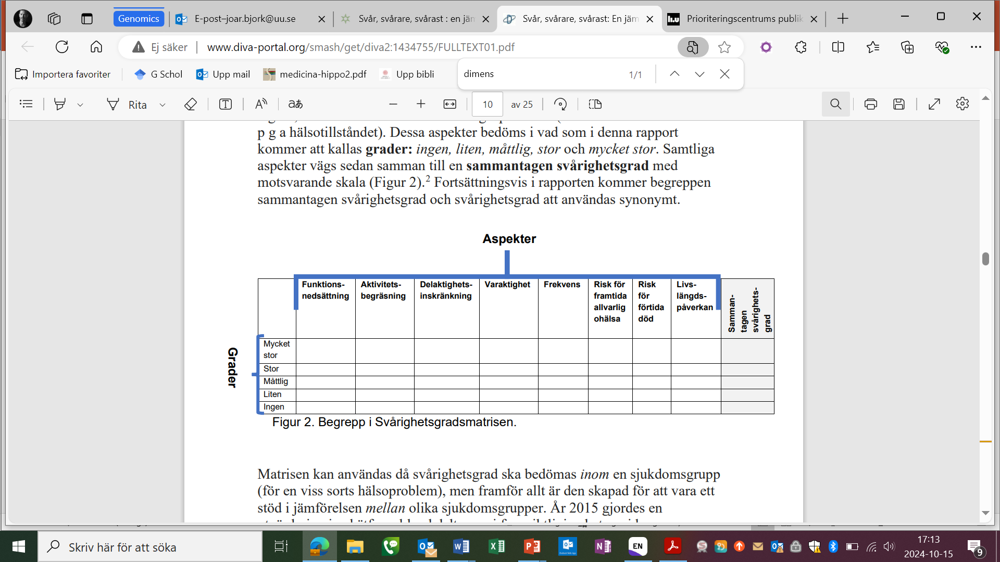 Genomics
E-post–joar.bjork@uu.se
Svår, svårare, svårast : en jäm
Svår, svårare, svårast: En jäm
Prioriteringscentrums publik
Ej säker
www.diva-portal.org/smash/get/diva2:1434755/FULLTEXT01.pdf
Importera favoriter
G Schol
Upp mail
medicina-hippo2.pdf
Upp bibli
dimens
1/1
Rita
10
av 25
p g a hälsotillståndet). Dessa aspekter bedöms i vad som i denna rapport
kommer att kallas grader: ingen, liten, måttlig, stor och mycket stor. Samtliga
aspekter vägs sedan samman till en sammantagen svårighetsgrad med
motsvarande skala (Figur 2).2 Fortsättningsvis i rapporten kommer begreppen
sammantagen svårighetsgrad och svårighetsgrad att användas synonymt.
Aspekter
Funktions-
nedsättning
Aktivitets-
begräsning
Delaktighets-
inskränkning
Varaktighet
Frekvens
Risk för
framtida
allvarlig
ohälsa
Risk
för
förtida
död
Livs-
längds-
påverkan
Samman-
tagen
svårighets-
grad
Grader
Mycket
stor
Stor
Måttlig
Liten
Ingen
Figur 2. Begrepp i Svårighetsgradsmatrisen.
Matrisen kan användas då svårighetsgrad ska bedömas inom en sjukdomsgrupp
(för en viss sorts hälsoproblem), men framför allt är den skapad för att vara ett
stöd i jämförelsen mellan olika sjukdomsgrupper. År 2015 gjordes en
Skriv här för att söka
EN
17:13
2024-10-15
9